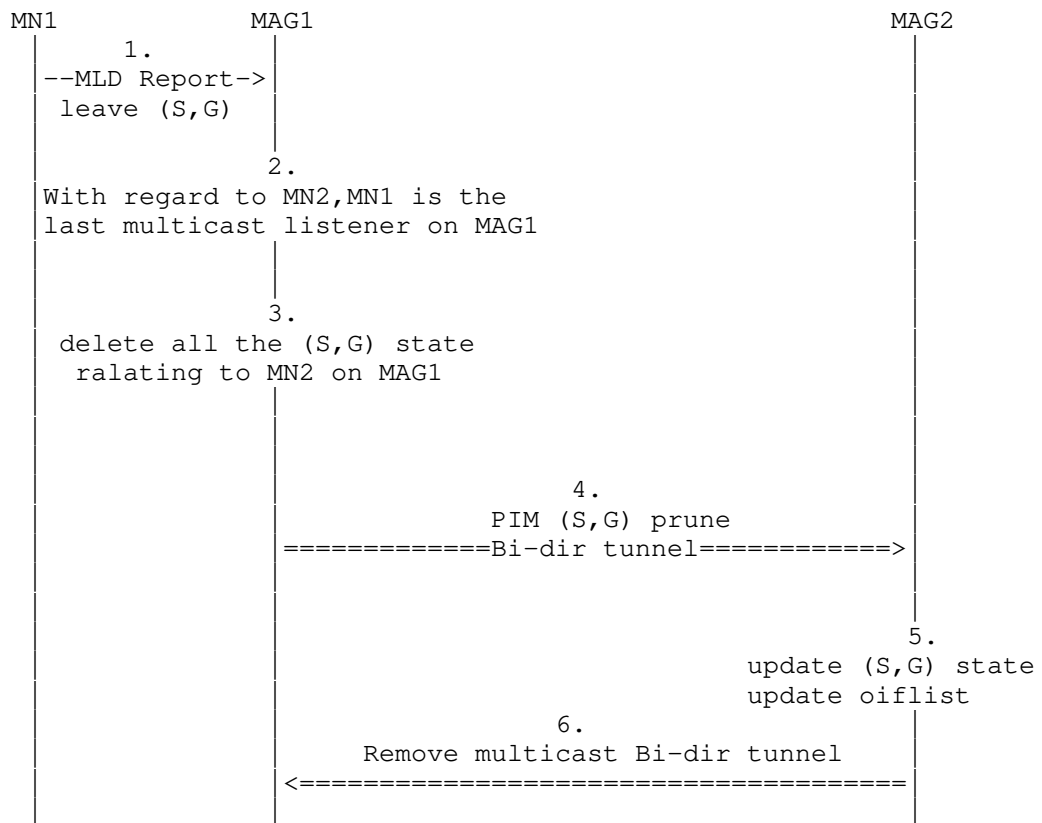 MN1 MAG1 MAG2
1.
--MLD Report->
leave (S,G)
2.
With regard to MN2,MN1 is the
last multicast listener on MAG1
3.
delete all the (S,G) state
ralating to MN2 on MAG1
4.
PIM (S,G) prune
=============Bi-dir tunnel============>
5.
update (S,G) state
update oiflist
6.
Remove multicast Bi-dir tunnel
<======================================